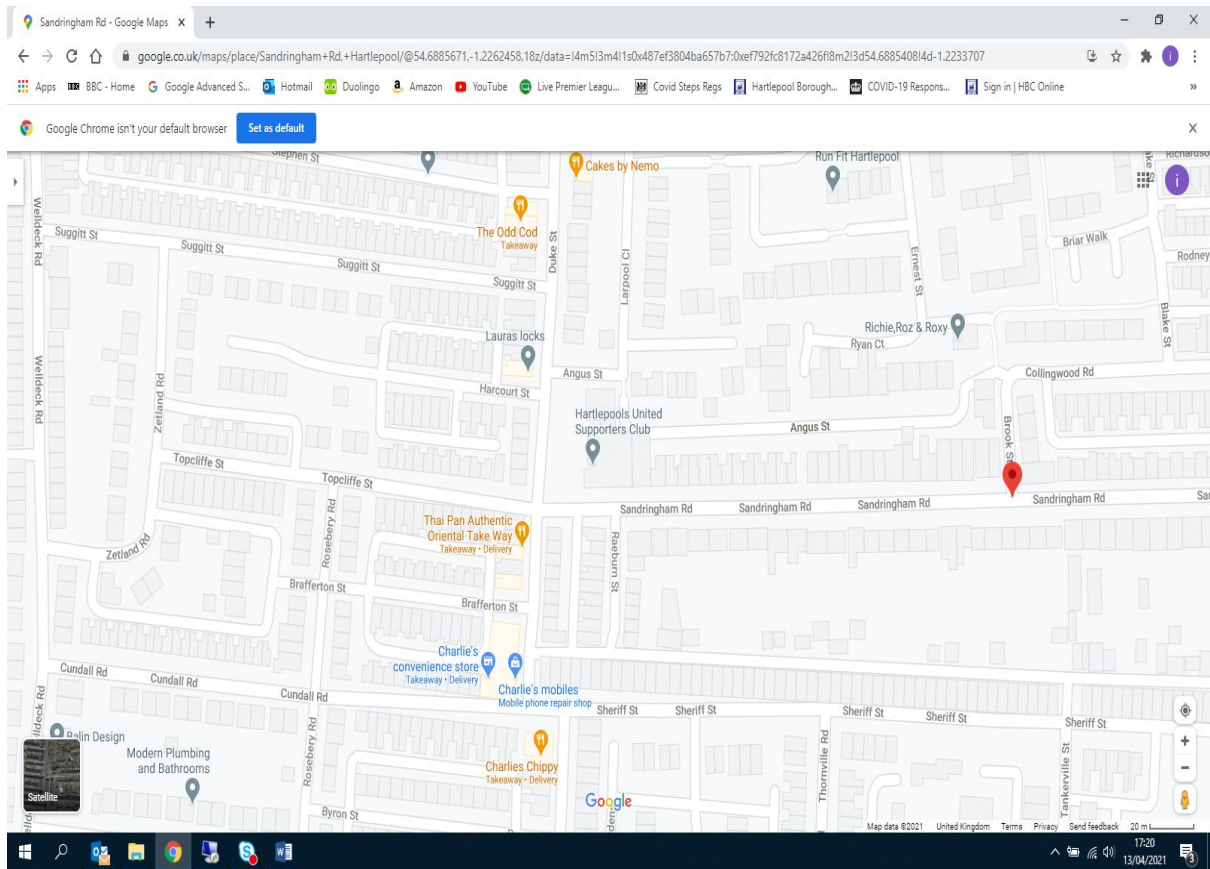 Sandringham Rd - Google Maps
google.co.uk/maps/place/Sandringham+Rd,+Hartlepool/@54.6885671,-1.2262458,18z/data=!4m5!3m4!1s0x487ef3804ba657b7:0xef792fc8172a426f!8m2!3d54.6885408!4d-1.2233707
Apps BBC - Home Google Advanced S... Hotmail Duolingo Amazon YouTube Live Premier Leagu... Covid Steps Regs Hartlepool Borough... COVID-19 Respons... Sign in | HBC Online
Google Chrome isn't your default browser Set as default
Stephen St
Cakes by Nemo
Run Fit Hartlepool
i
Welldeck Rd
Suggitt St
Suggitt St
Suggitt St
Suggitt St
The Odd Cod
Takeaway
Duke St
Larpool Cl
Ernest St
Briar Walk
Rodney
Blake St
Lauras locks
Richie,Roz & Roxy
Ryan Ct
Welldeck Rd
Zetland Rd
Harcourt St
Angus St
Collingwood Rd
Hartlepools United
Supporters Club
Angus St
Brook St
Topcliffe St
Topcliffe St
Sandringham Rd
Sandringham Rd
Sandringham Rd
Sandringham Rd
Rosebery Rd
Thai Pan Authentic
Oriental Take Way
Takeaway • Delivery
Raeburn St
Zetland Rd
Brafferton St
Brafferton St
Charlie's
convenience store
Takeaway • Delivery
Charlie's mobiles
Mobile phone repair shop
Cundall Rd
Cundall Rd
Cundall Rd
Sheriff St
Sheriff St
Sheriff St
Sheriff St
Sheriff St
Rosebery Rd
Thornville Rd
Tankerville St
Balin Design
Modern Plumbing
and Bathrooms
Charlies Chippy
Takeaway • Delivery
Satellite
Byron St
Google
Map data ©2021 United Kingdom Terms Privacy Send feedback 20 m
17:20
13/04/2021